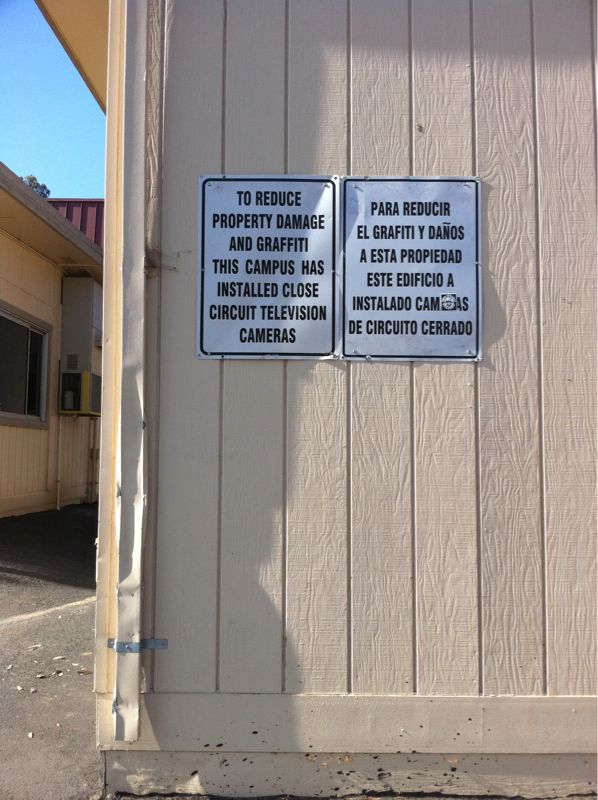 TO REDUCE
PROPERTY DAMAGE
AND GRAFFITI
THIS CAMPUS HAS
INSTALLED CLOSE
CIRCUIT TELEVISION
CAMERAS
PARA REDUCIR
EL GRAFITI Y DAÑOS
A ESTA PROPIEDAD
ESTE EDIFICIO A
INSTALADO
DE CIRCUITO CERRADO